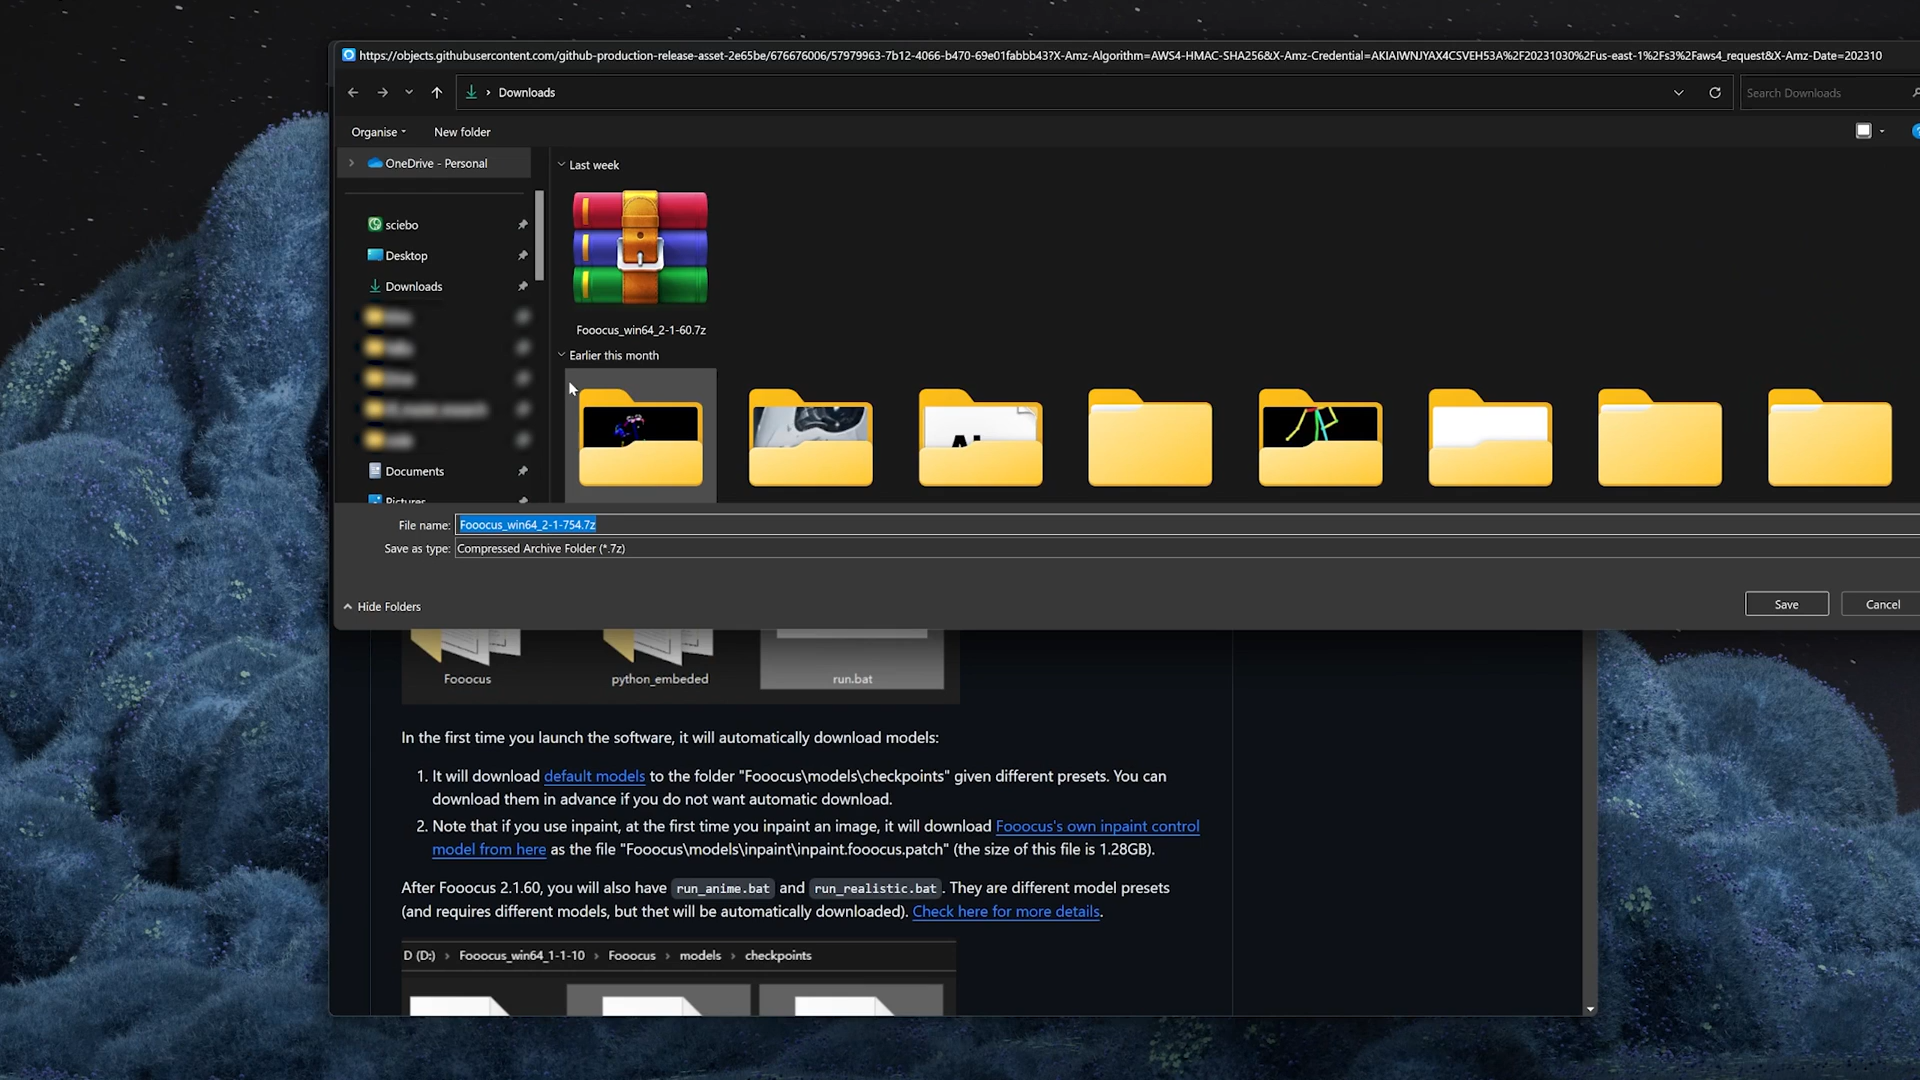 https://objects.githubusercontent.com/github-production-release-asset-2e65be/676676006/57979963-7b12-4066-b470-69e01fabbb43?X-Amz-Algorithm=AWS4-HMAC-SHA256&X-Amz-Credential=AKIAIWNJYAX4CSVEH53A%2F20231030%2Fus-east-1%2Fs3%2Faws4_request&X-Amz-Date=202310
Downloads
Search Downloads
Organise
New folder
OneDrive - Personal
Last week
sciebo
Desktop
Downloads
Fooocus_win64_2-1-60.7z
Earlier this month
Documents
Pictures
File name: Fooocus_win64_2-1-754.7z
Save as type: Compressed Archive Folder (*.7z)
Hide Folders
Save
Cancel
Fooocus
python_embeded
run.bat
In the first time you launch the software, it will automatically download models:
1. It will download default models to the folder "Fooocus\models\checkpoints" given different presets. You can
download them in advance if you do not want automatic download.
2. Note that if you use inpaint, at the first time you inpaint an image, it will download Fooocus's own inpaint control
model from here as the file "Fooocus\models\inpaint\inpaint.fooocus.patch" (the size of this file is 1.28GB).
After Fooocus 2.1.60, you will also have run_anime.bat and run_realistic.bat. They are different model presets
(and requires different models, but thet will be automatically downloaded). Check here for more details.
D (D:) > Fooocus_win64_1-1-10 > Fooocus > models > checkpoints